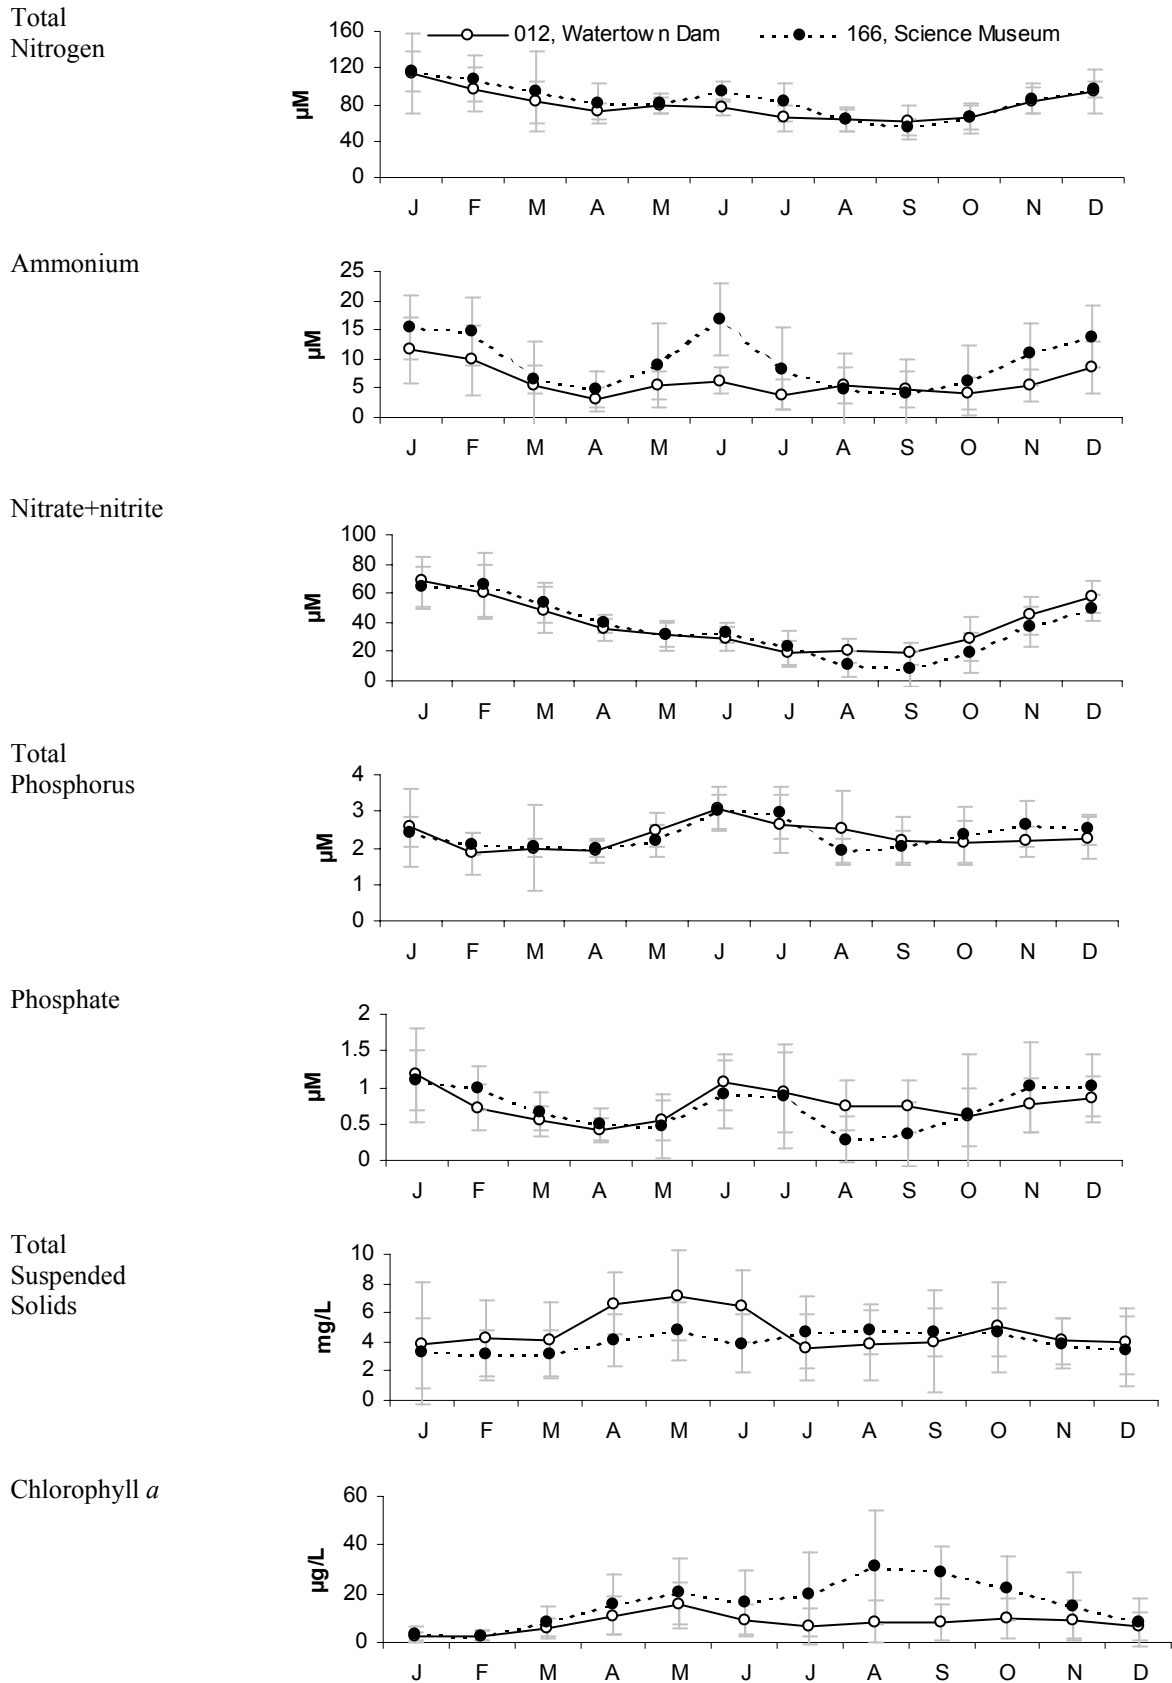 Total
Nitrogen
012, Watertown Dam 166, Science Museum
160
120
80
40
0
µM
J F M A M J J A S O N D
Ammonium
25
20
15
10
5
0
µM
J F M A M J J A S O N D
Nitrate+nitrite
100
80
60
40
20
0
µM
J F M A M J J A S O N D
Total
Phosphorus
4
3
2
1
0
µM
J F M A M J J A S O N D
Phosphate
2
1.5
1
0.5
0
µM
J F M A M J J A S O N D
Total
Suspended
Solids
10
8
6
4
2
0
mg/L
J F M A M J J A S O N D
Chlorophyll a
60
40
20
0
µg/L
J F M A M J J A S O N D